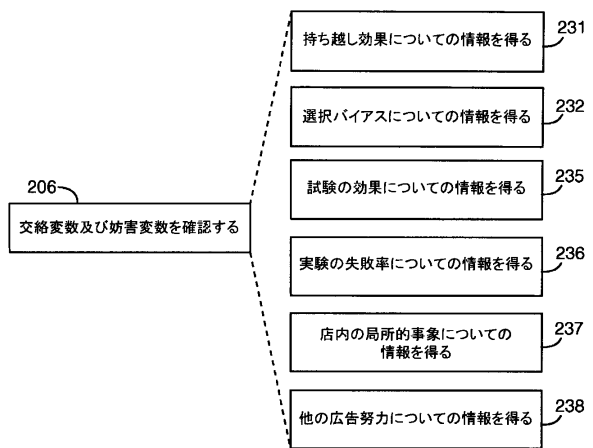 持ち越し効果についての情報を得る
231
選択バイアスについての情報を得る
232
試験の効果についての情報を得る
235
206
交絡変数及び妨害変数を確認する
実験の失敗率についての情報を得る
236
店内の局所的事象についての
情報を得る
237
他の広告努力についての情報を得る
238